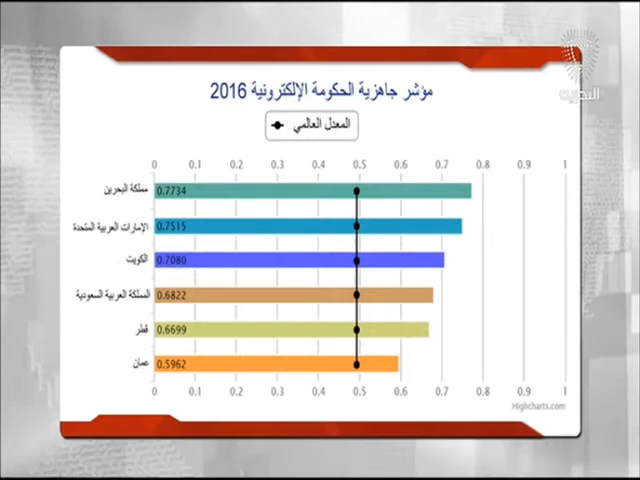 البحرين
مؤشر جاهزية الحكومة الإلكترونية 2016
المعدل العالمي
0 0.1 0.2 0.3 0.4 0.5 0.6 0.7 0.8 0.9 1
مملكة البحرين 0.7734
الإمارات العربية المتحدة 0.7515
الكويت 0.7080
المملكة العربية السعودية 0.6822
قطر 0.6699
عمان 0.5962
0 0.1 0.2 0.3 0.4 0.5 0.6 0.7 0.8 0.9 1
Highcharts.com